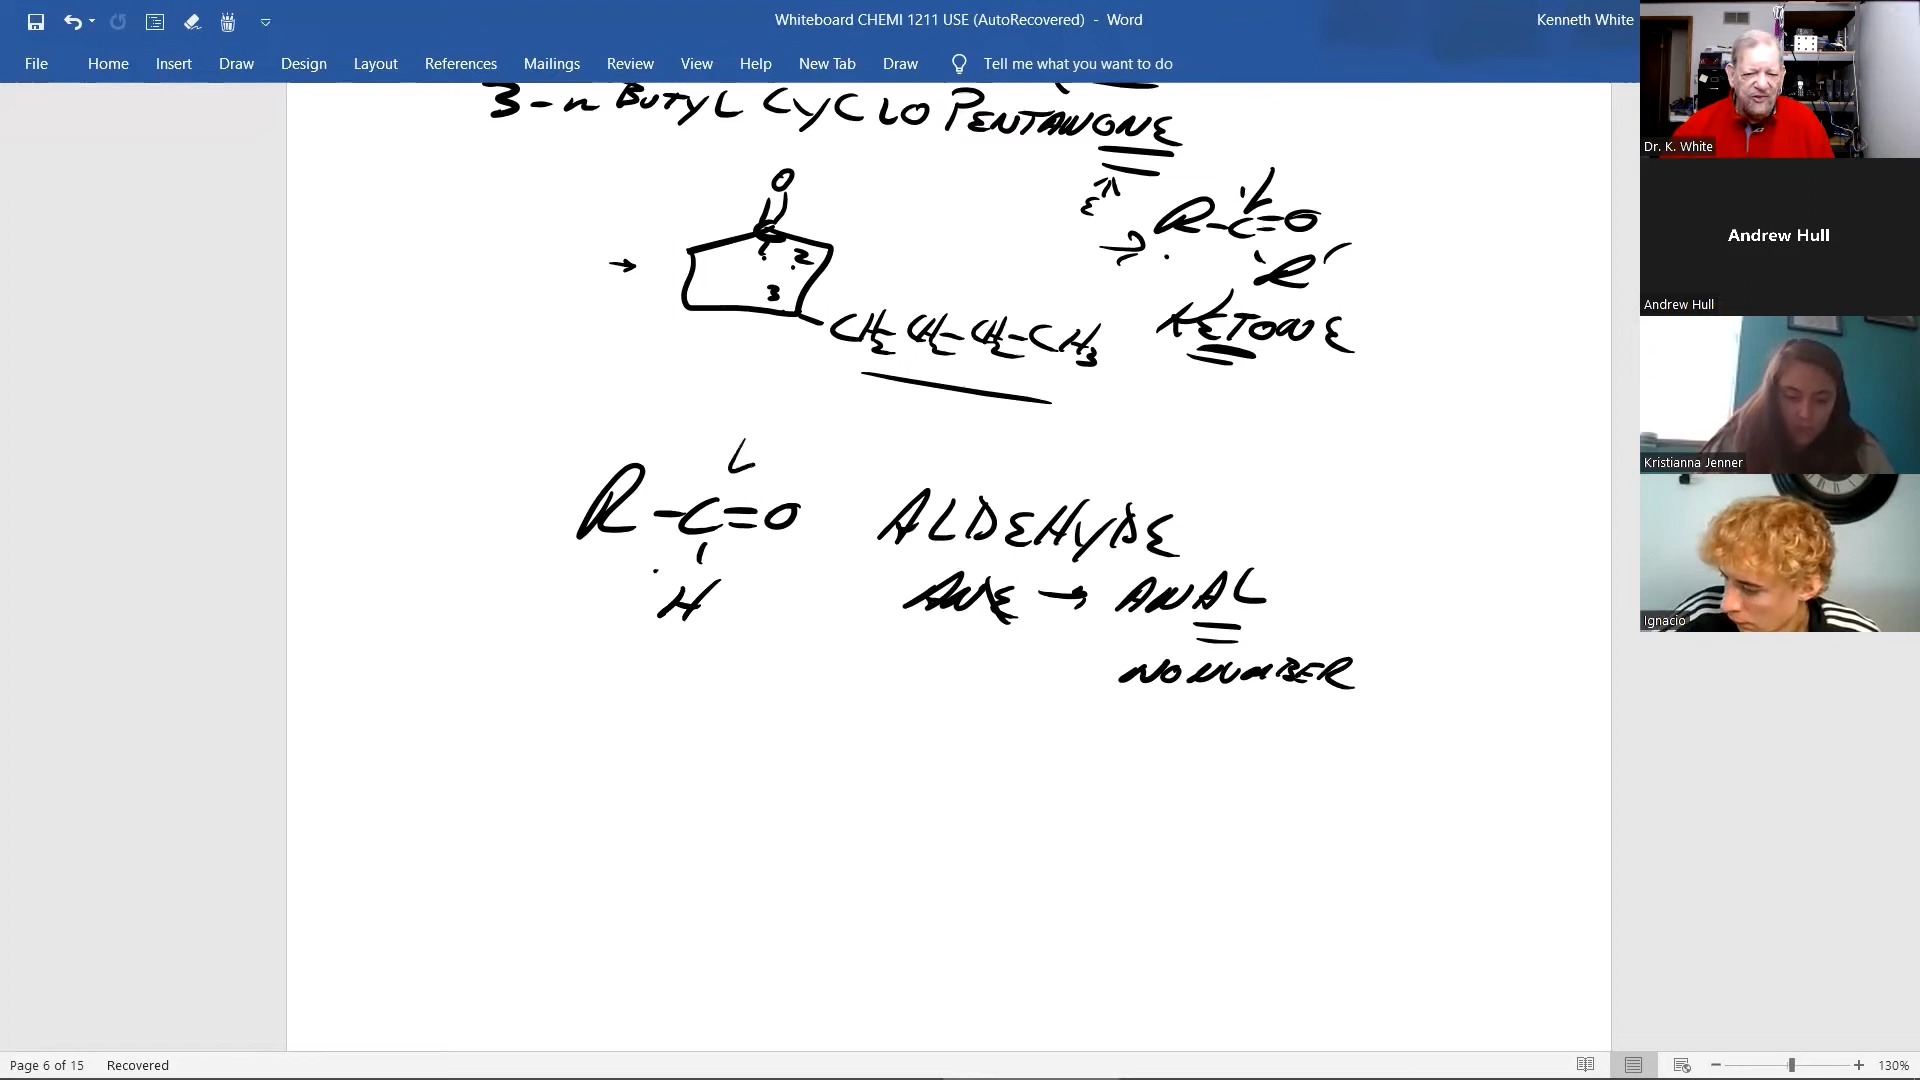 Whiteboard CHEMI 1211 USE (AutoRecovered) - Word
Kenneth White
File Home Insert Draw Design Layout References Mailings Review View Help New Tab Draw Tell me what you want to do
3-n BUTYL CYCLO PENTANONE
O
C
1 2
3
CH2 CH2-CH2-CH3
R-C=O
R'
KETONE
R-C=O
H
ALDEHYDE
ANE → ANAL
NO NUMBER
Dr. K. White
Andrew Hull
Andrew Hull
Kristianna Jenner
Ignacio
Page 6 of 15 Recovered
130%